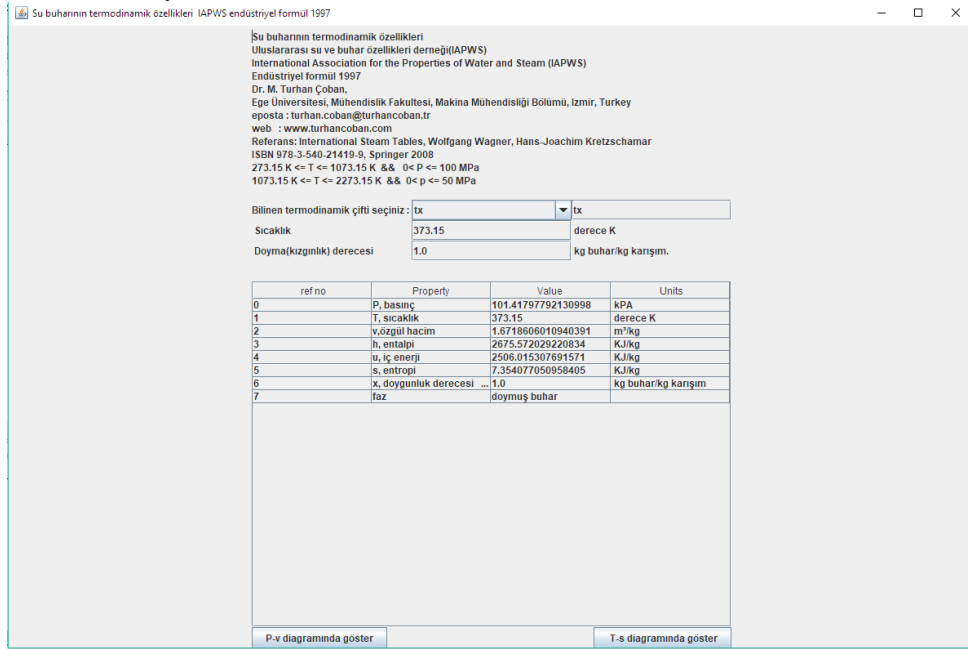 Su buharının termodinamik özellikleri IAPWS endüstriyel formül 1997
Su buharının termodinamik özellikleri
Uluslararası su ve buhar özellikleri derneği(IAPWS)
International Association for the Properties of Water and Steam (IAPWS)
Endüstriyel formül 1997
Dr. M. Turhan Çoban,
Ege Üniversitesi, Mühendislik Fakultesi, Makina Mühendisliği Bölümü, Izmir, Turkey
eposta : turhan.coban@turhancoban.tr
web : www.turhancoban.com
Referans: International Steam Tables, Wolfgang Wagner, Hans-Joachim Kretzschamar
ISBN 978-3-540-21419-9, Springer 2008
273.15 K <= T <= 1073.15 K && 0< P <= 100 MPa
1073.15 K <= T <= 2273.15 K && 0< p <= 50 MPa
Bilinen termodinamik çifti seçiniz : tx tx
Sıcaklık 373.15 derece K
Doyma(kızgınlık) derecesi 1.0 kg buhar/kg karışım.
ref no Property Value Units
0 P, basınç 101.41797792130998 kPA
1 T, sıcaklık 373.15 derece K
2 v,özgül hacim 1.6718606010940391 m³/kg
3 h, entalpi 2675.572029220834 KJ/kg
4 u, iç enerji 2506.015307691571 KJ/kg
5 s, entropi 7.354077050958405 KJ/kg
6 x, doygunluk derecesi ... 1.0 kg buhar/kg karışım
7 faz doymuş buhar
P-v diagramında göster T-s diagramında göster